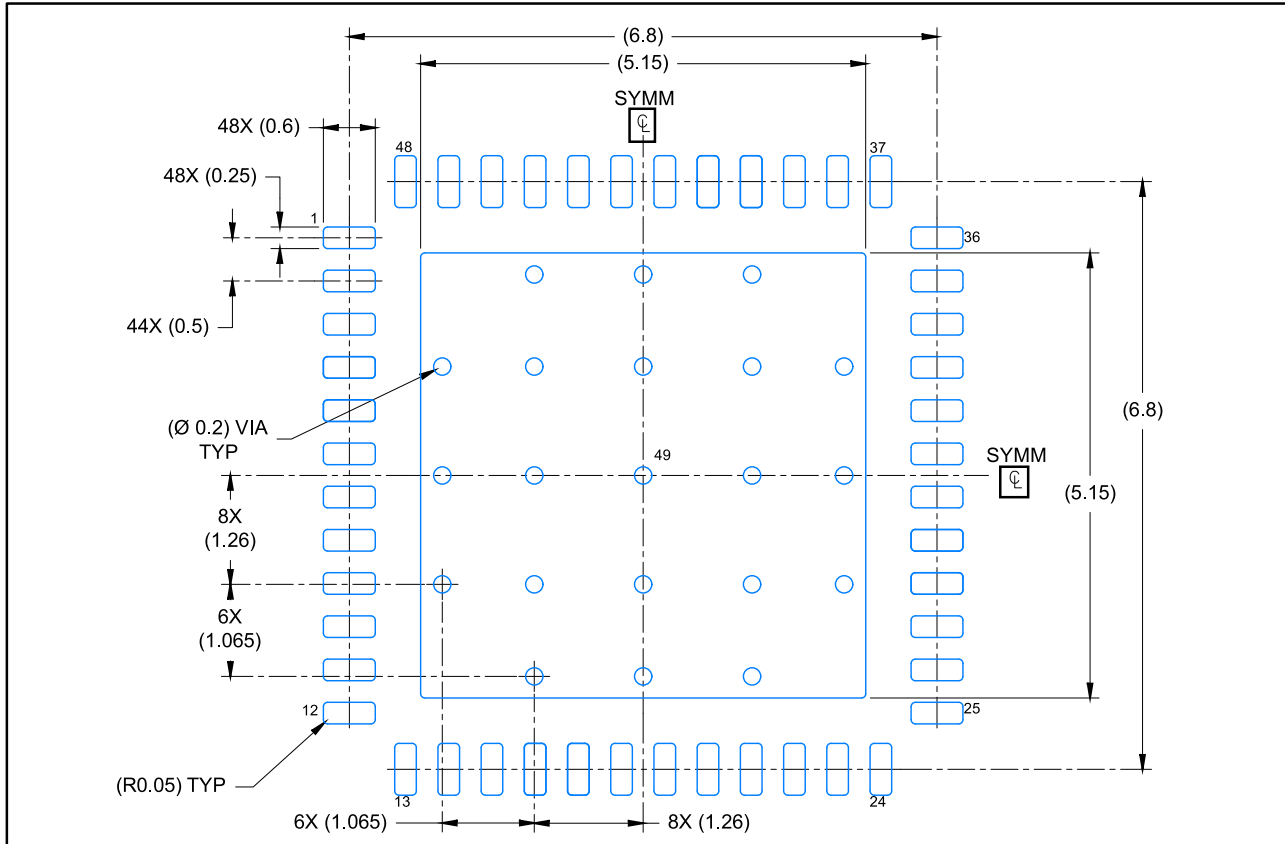 (6.8)
(5.15)
SYMM
℄
48X (0.6)
48
37
48X (0.25)
1
36
44X (0.5)
(6.8)
(Ø 0.2) VIA
TYP
49
SYMM
℄
(5.15)
8X
(1.26)
6X
(1.065)
12
25
(R0.05) TYP
13
24
6X (1.065)
8X (1.26)